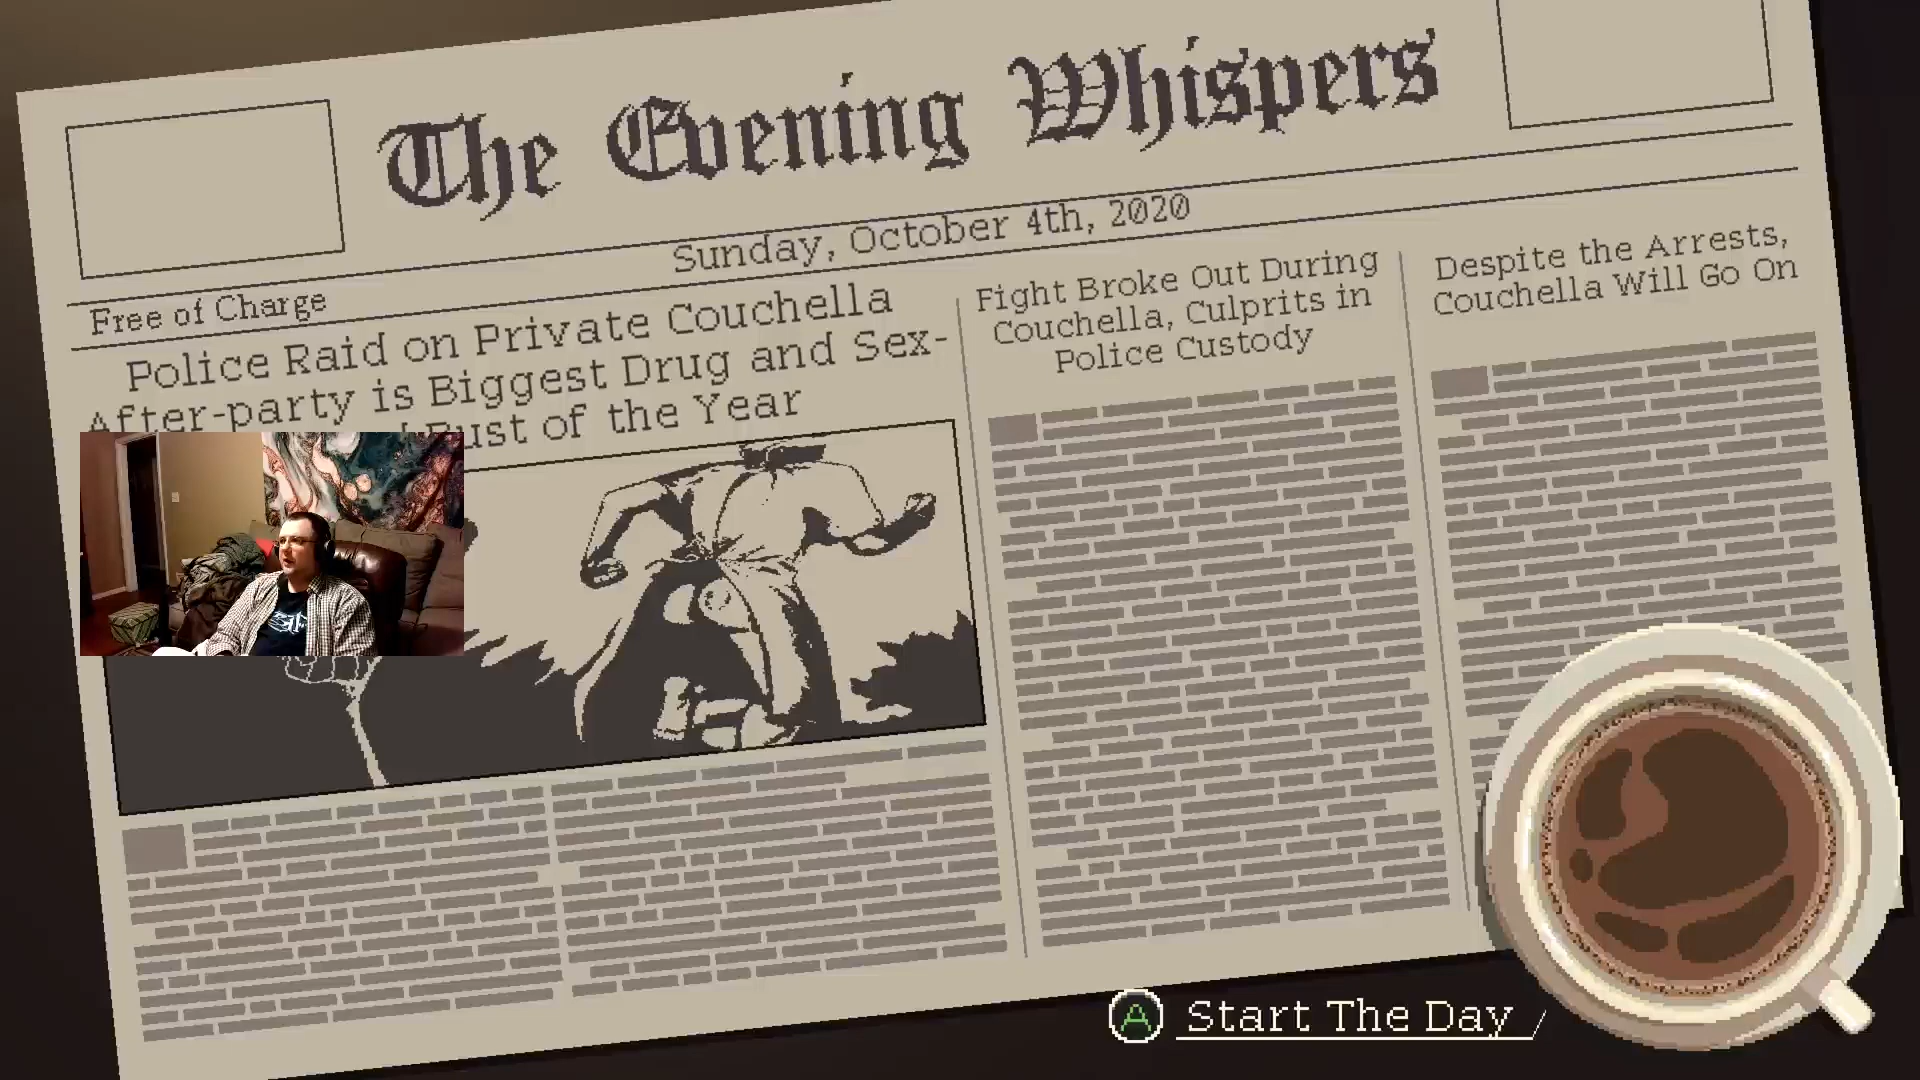 The Evening Whispers
Sunday, October 4th, 2020
Free of Charge
Police Raid on Private Couchella
After-party is Biggest Drug and Sex-
Bust of the Year
Fight Broke Out During
Couchella, Culprits in
Police Custody
Despite the Arrests,
Couchella Will Go On
A Start The Day